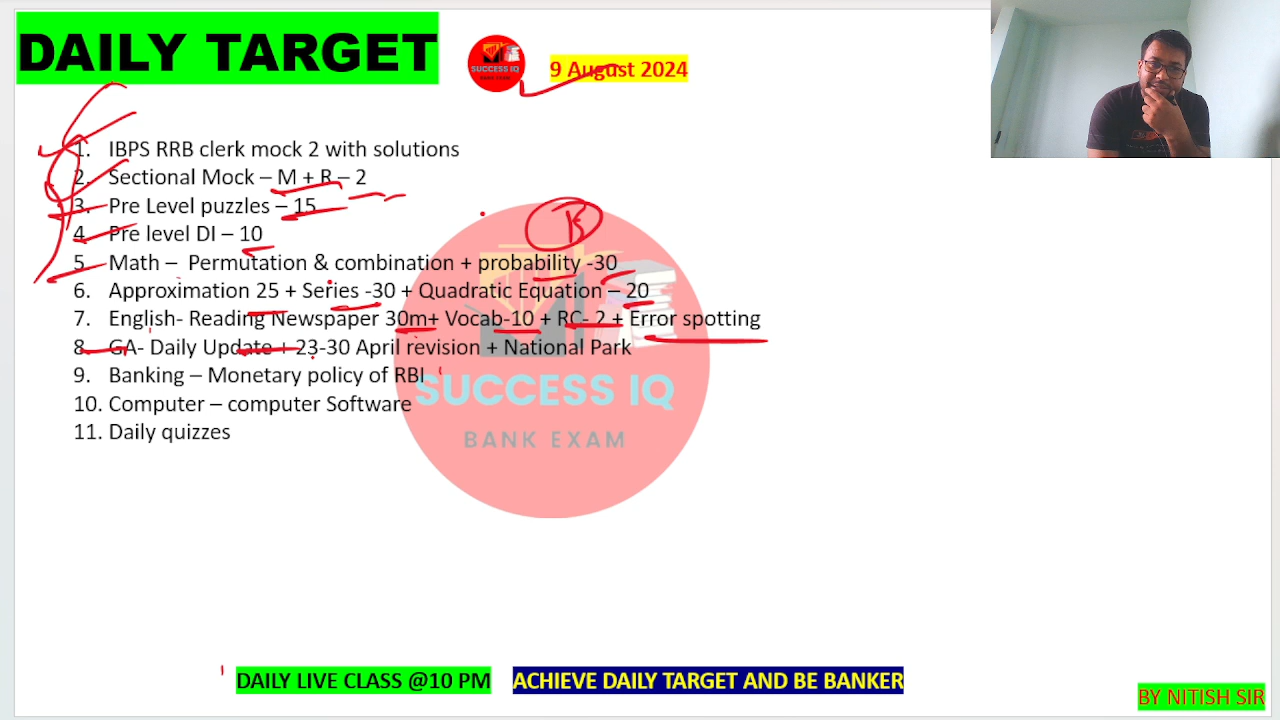 DAILY TARGET
SUCCESS IQ
BANK EXAM
9 August 2024
1. IBPS RRB clerk mock 2 with solutions
2. Sectional Mock – M + R – 2
3. Pre Level puzzles – 15
4. Pre level DI – 10
5. Math – Permutation & combination + probability -30
6. Approximation 25 + Series -30 + Quadratic Equation – 20
7. English- Reading Newspaper 30m+ Vocab-10 + RC- 2 + Error spotting
8. GA- Daily Update + 23-30 April revision + National Park
9. Banking – Monetary policy of RBI
10. Computer – computer Software
11. Daily quizzes
SUCCESS IQ
BANK EXAM
DAILY LIVE CLASS @10 PM ACHIEVE DAILY TARGET AND BE BANKER
BY NITISH SIR